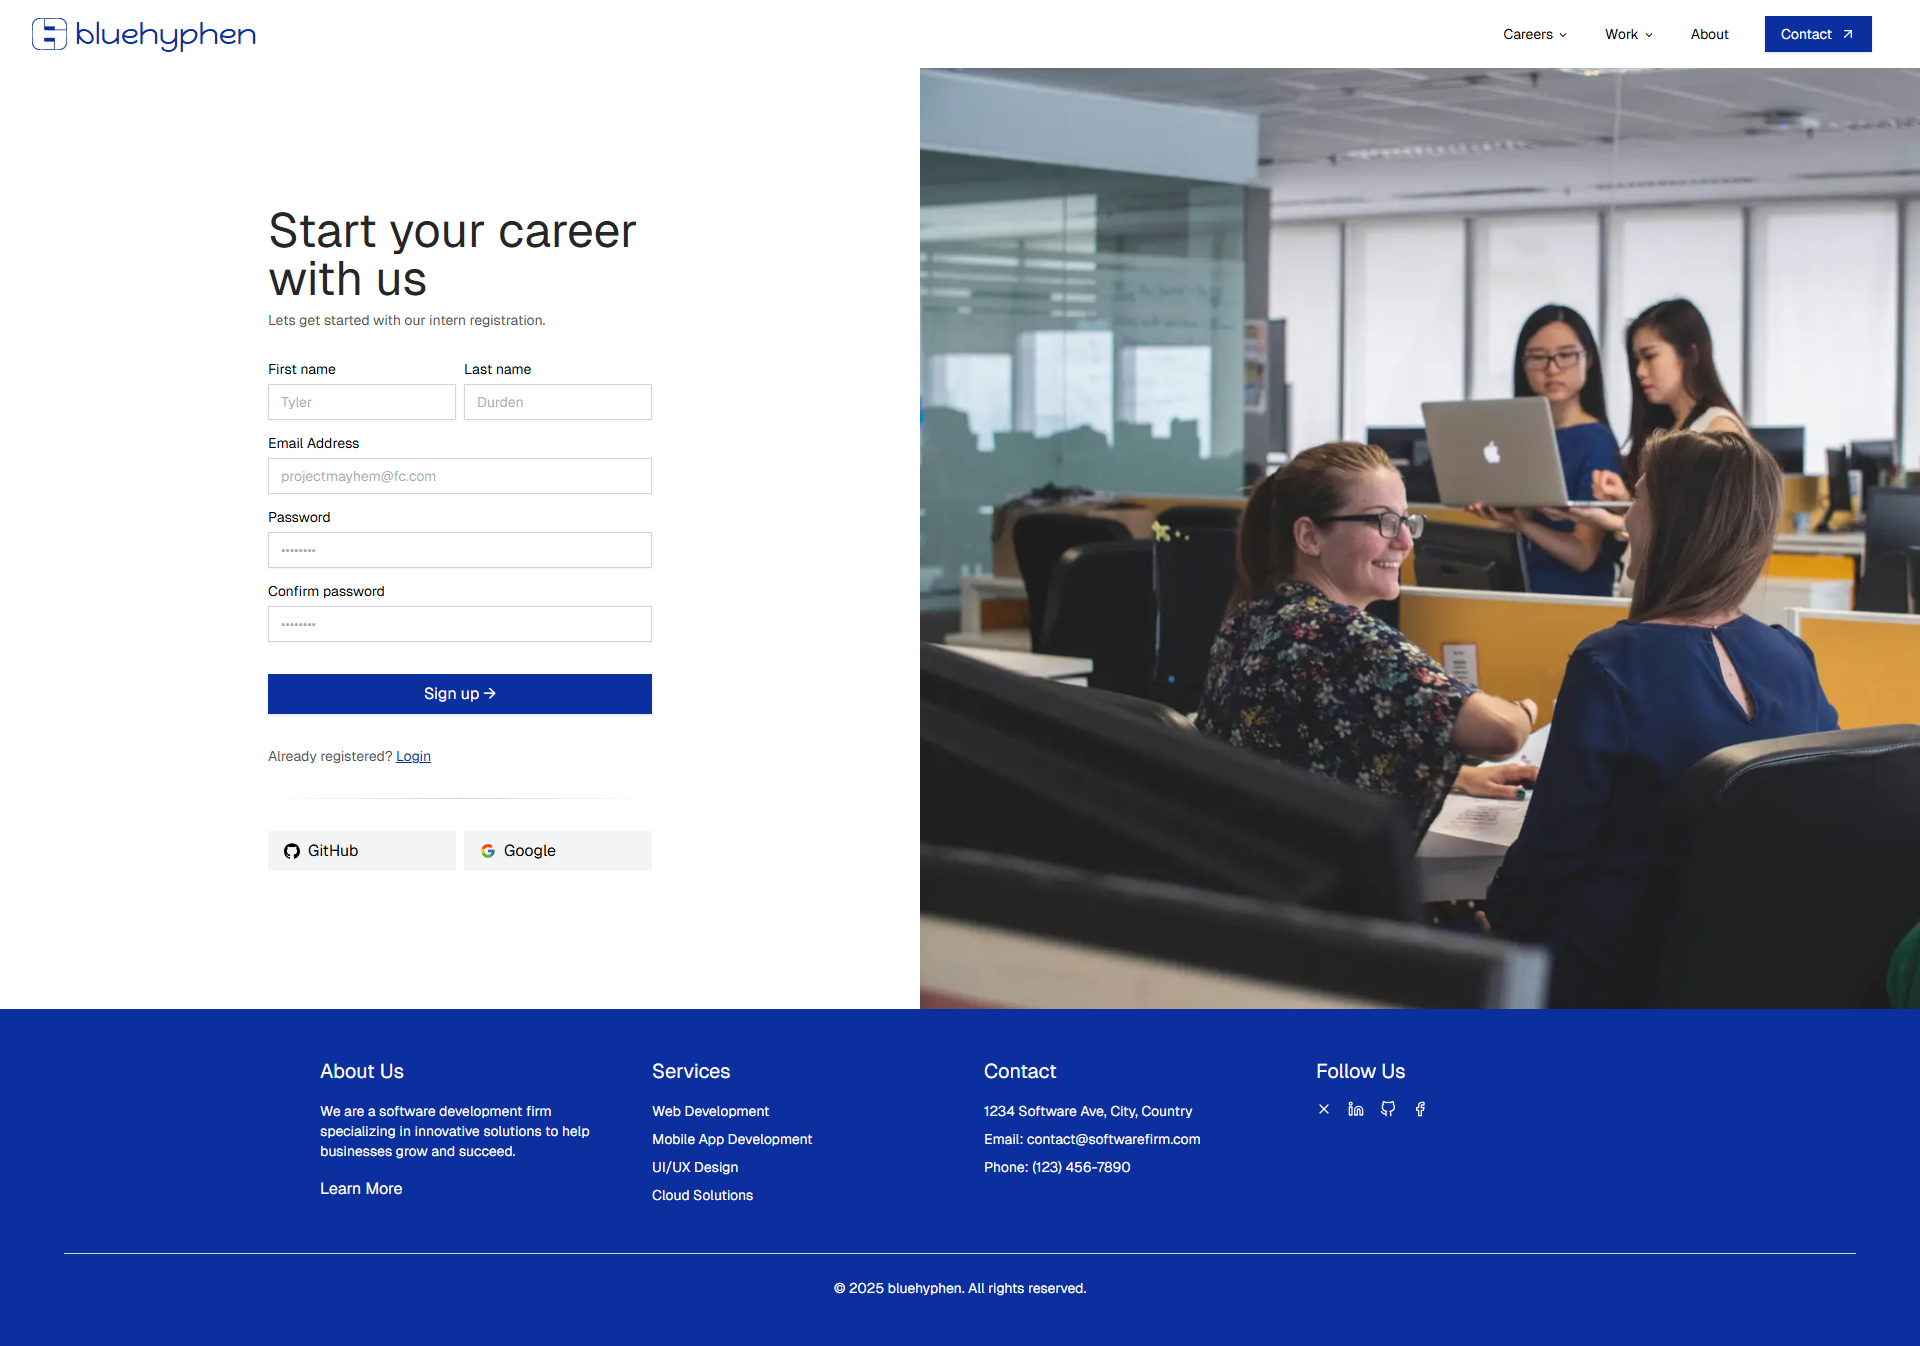 bluehyphen
Careers
Work
About
Contact
Start your career
with us
Lets get started with our intern registration.
First name
Last name
Tyler
Durden
Email Address
projectmayhem@fc.com
Password
••••••••
Confirm password
••••••••
Sign up →
Already registered? Login
GitHub
Google
About Us
We are a software development firm
specializing in innovative solutions to help
businesses grow and succeed.
Learn More
Services
Web Development
Mobile App Development
UI/UX Design
Cloud Solutions
Contact
1234 Software Ave, City, Country
Email: contact@softwarefirm.com
Phone: (123) 456-7890
Follow Us
© 2025 bluehyphen. All rights reserved.